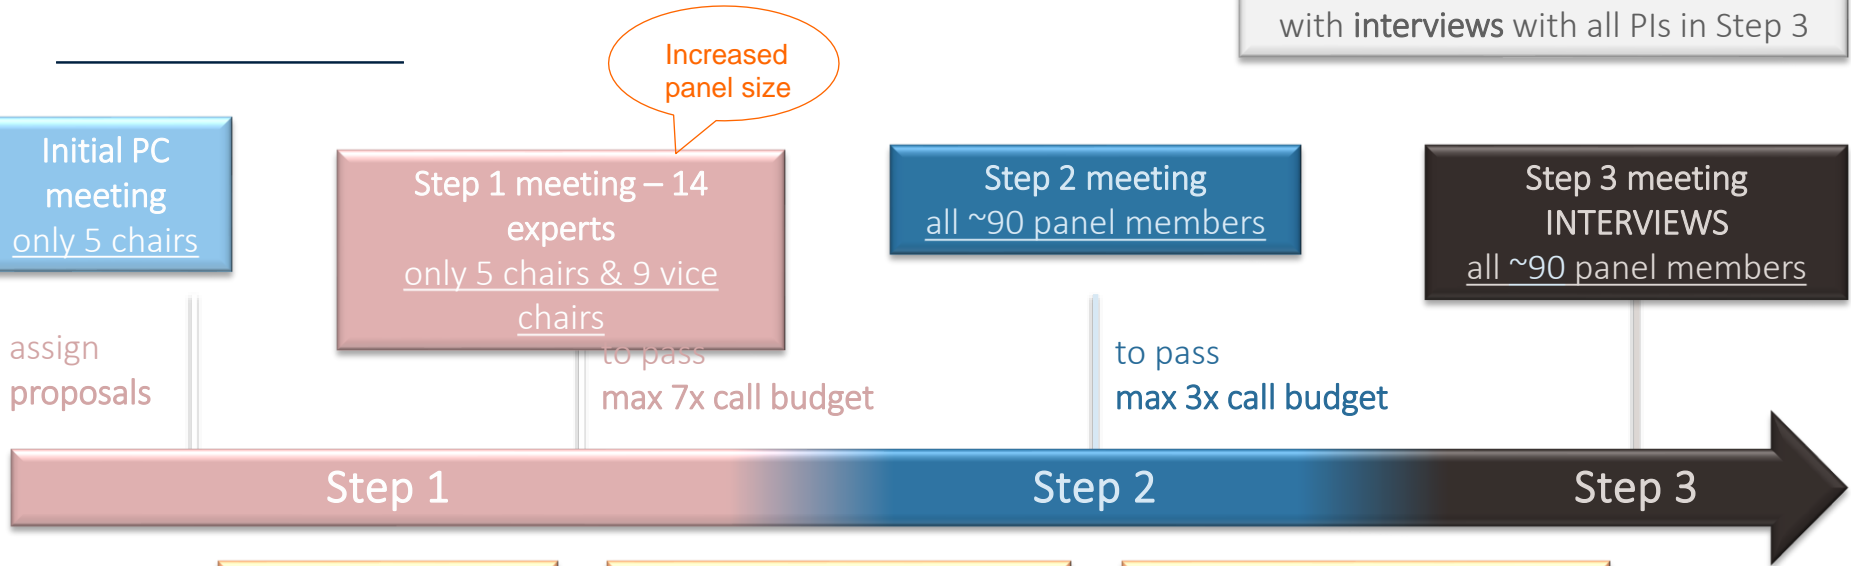 with interviews with all PIs in Step 3
Increased
panel size
Initial PC
meeting
only 5 chairs
Step 1 meeting – 14
experts
only 5 chairs & 9 vice
chairs
Step 2 meeting
all ~90 panel members
Step 3 meeting
INTERVIEWS
all ~90 panel members
assign
proposals
to pass
max 7x call budget
to pass
max 3x call budget
Step 1
Step 2
Step 3